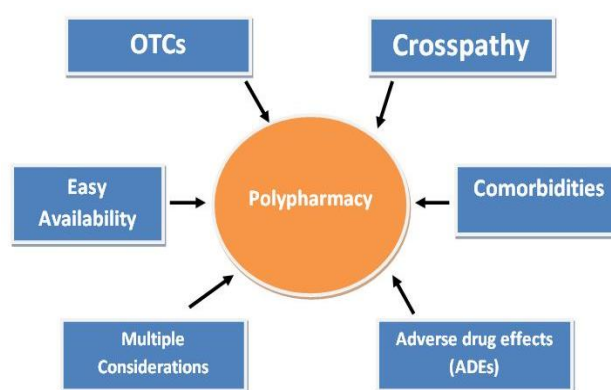 OTCs
Crosspathy
Easy
Availability
Polypharmacy
Comorbidities
Multiple
Considerations
Adverse drug effects
(ADEs)